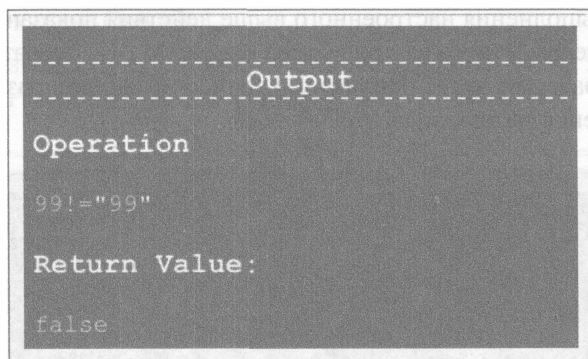 Output
Operation
99!="99"
Return Value:
false